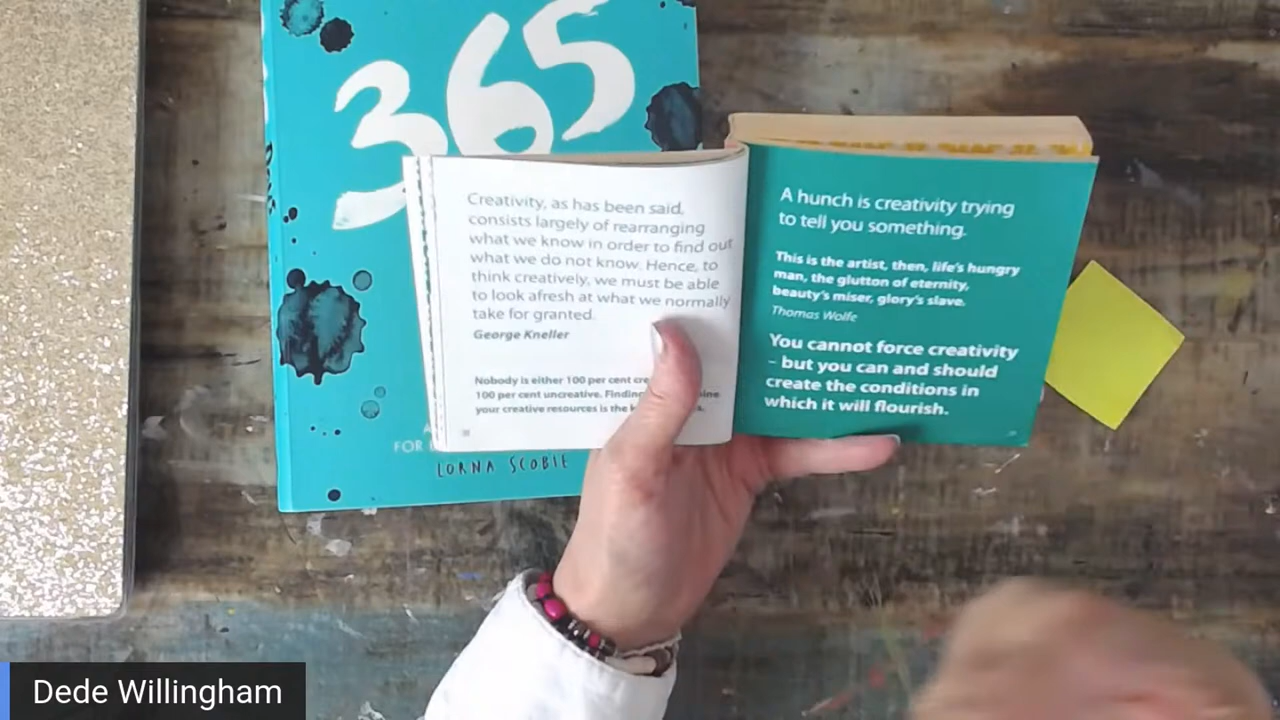 365
DAYS
Creativity, as has been said,
consists largely of rearranging
what we know in order to find out
what we do not know. Hence, to
think creatively, we must be able
to look afresh at what we normally
take for granted.
George Kneller
Nobody is either 100 per cent
100 per cent uncreative.
your creative resources is the
A hunch is creativity trying
to tell you something.
This is the artist, then, life's hungry
man, the glutton of eternity,
beauty's miser, glory's slave.
Thomas Wolfe
You cannot force creativity
– but you can and should
create the conditions in
which it will flourish.
FOR
LORNA SCOBIE
Dede Willingham